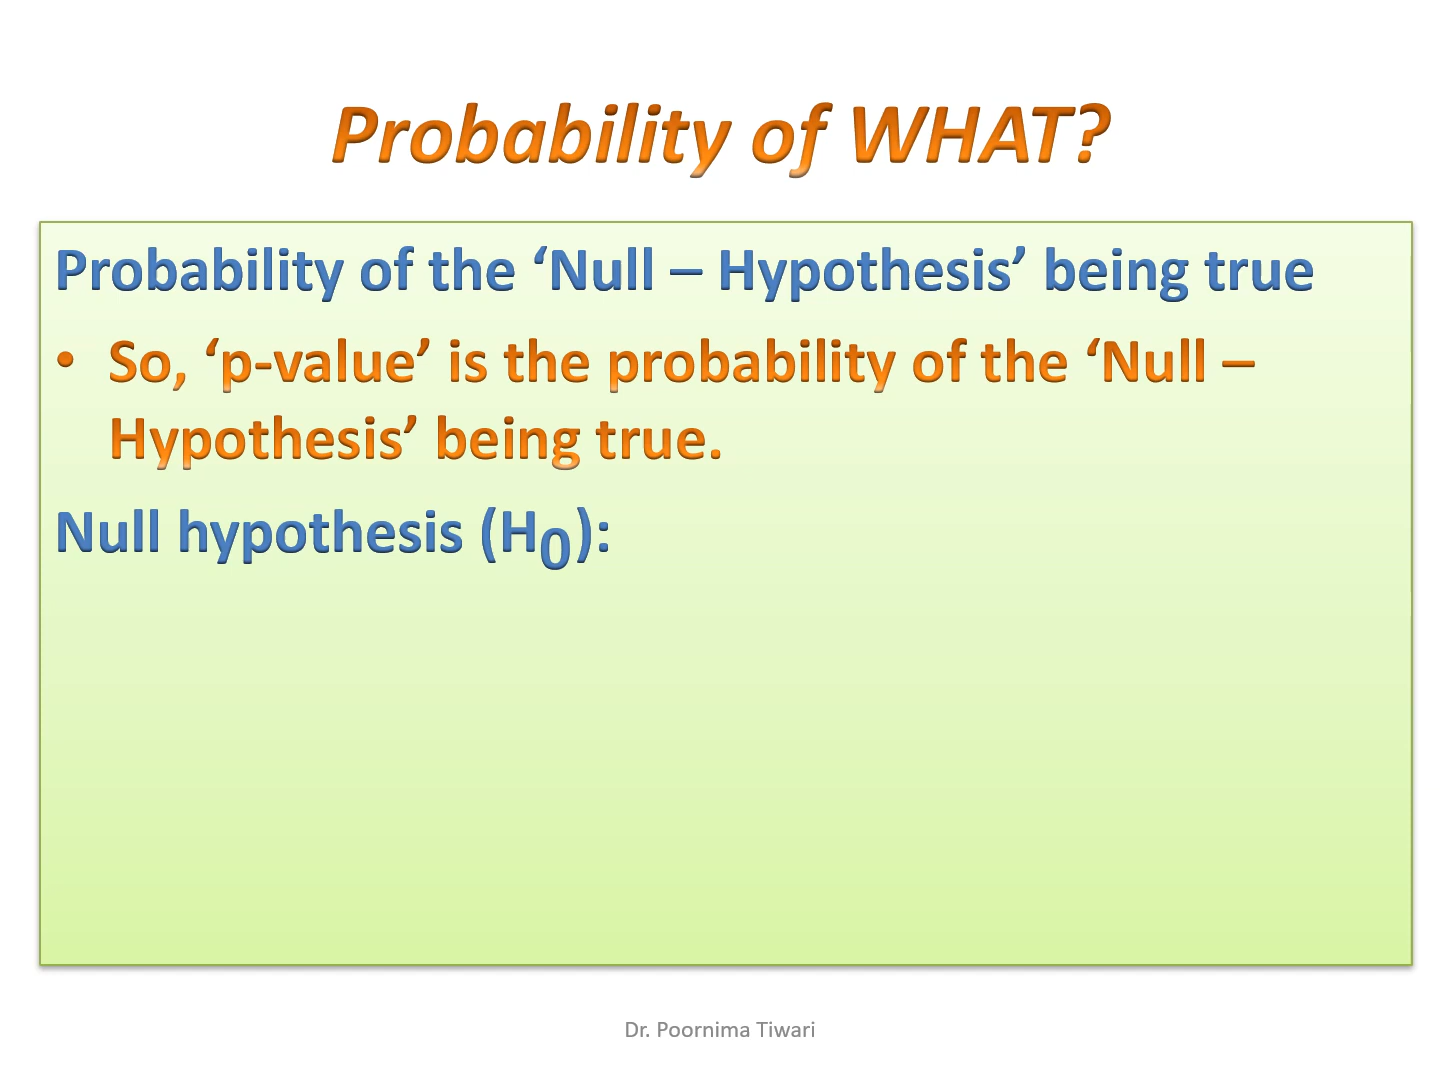 Probability of WHAT?
Probability of the ‘Null – Hypothesis’ being true
• So, ‘p-value’ is the probability of the ‘Null –
Hypothesis’ being true.
Null hypothesis (H0):
Dr. Poornima Tiwari